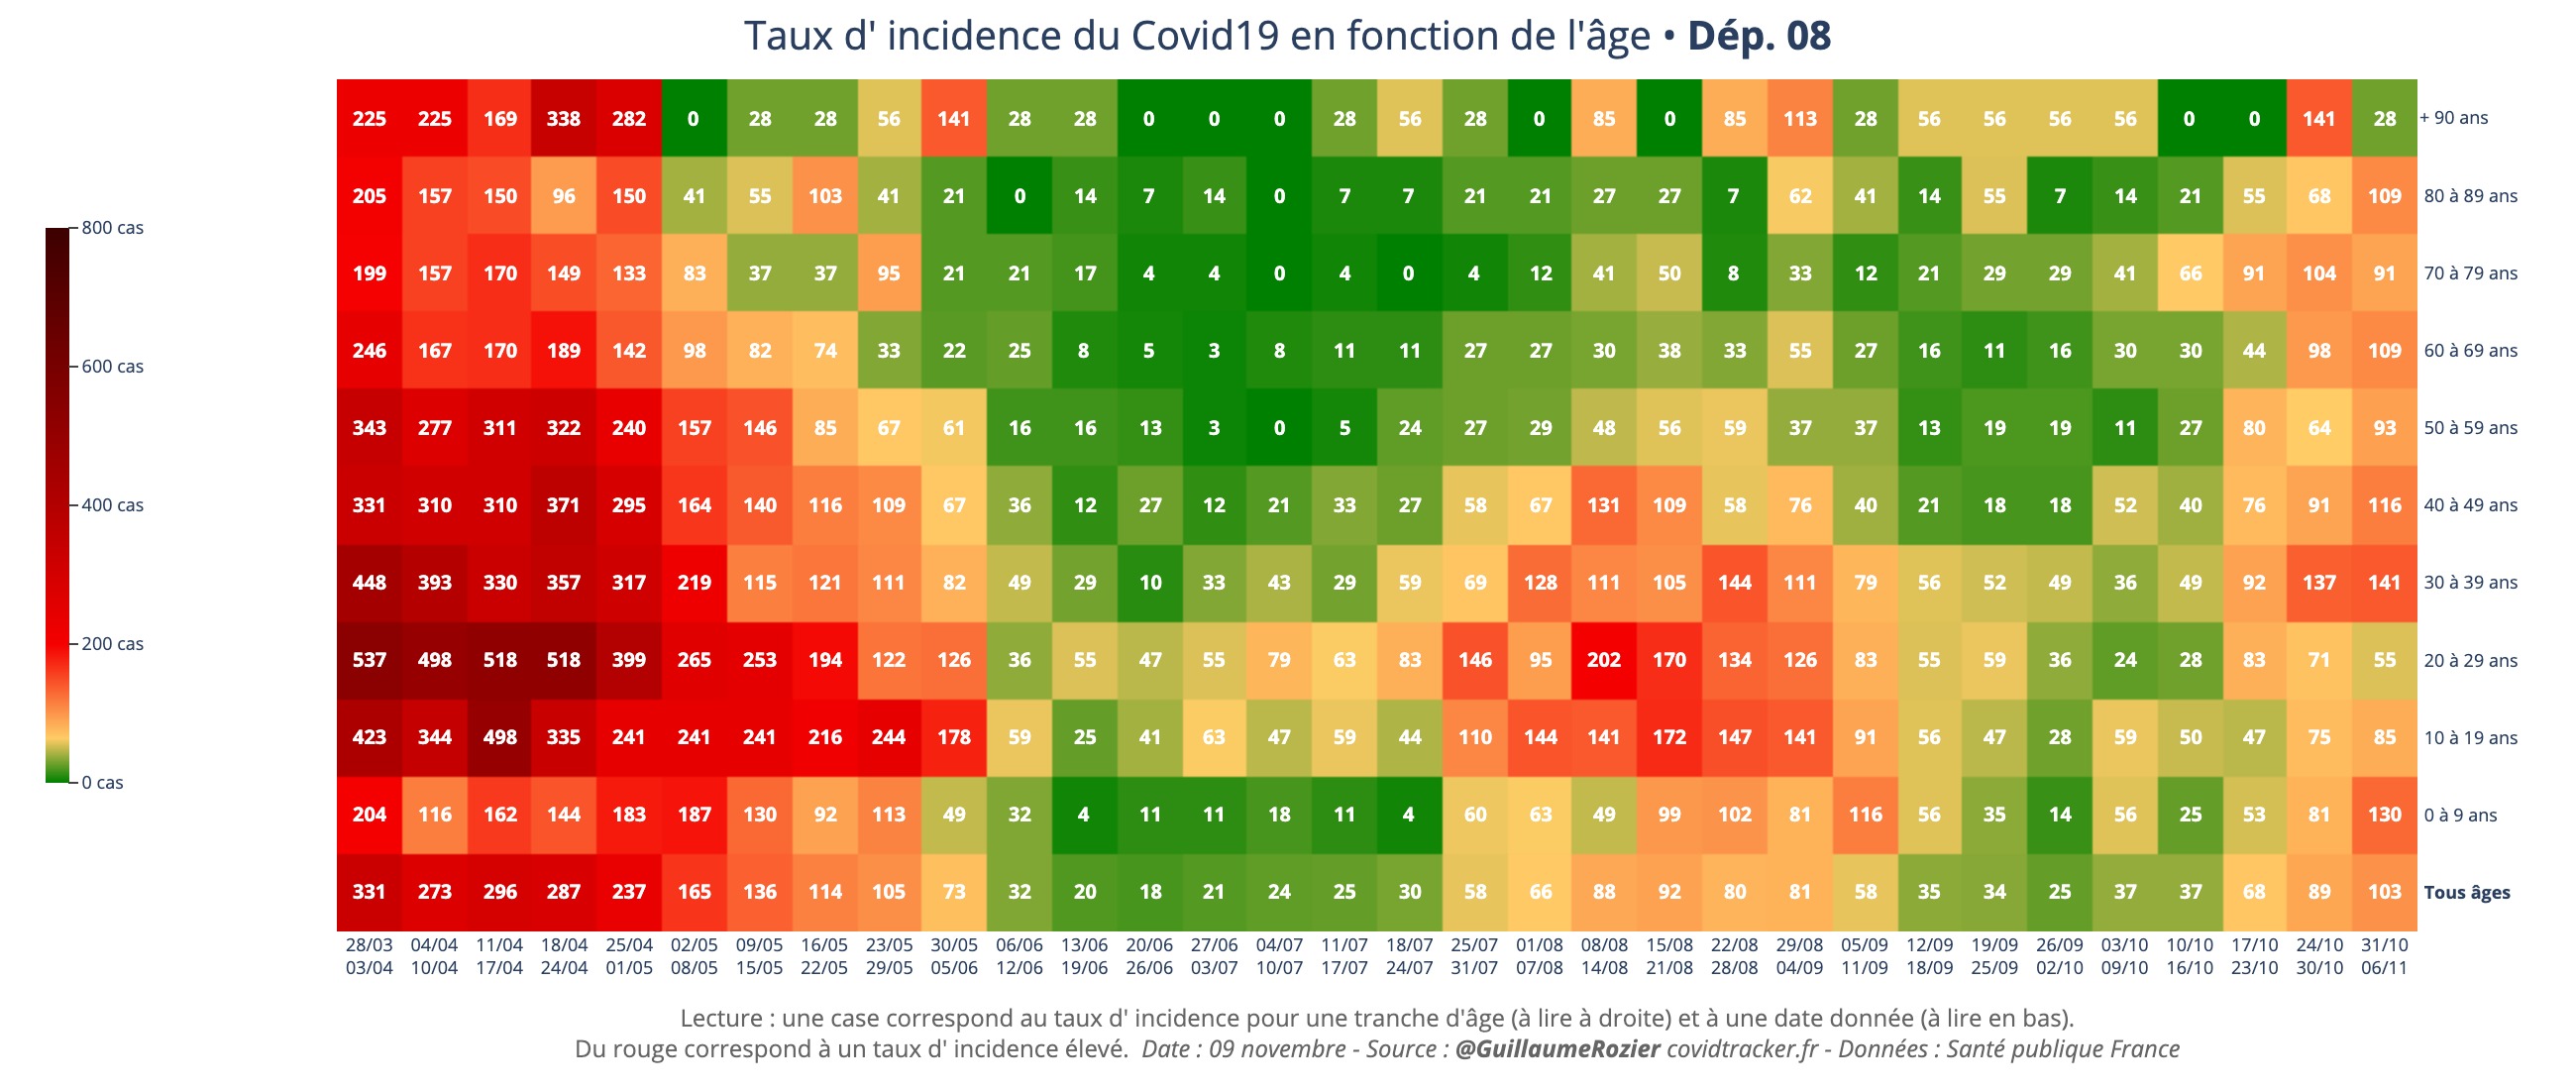 Taux d' incidence du Covid19 en fonction de l'âge • Dép. 08
800 cas
600 cas
400 cas
200 cas
0 cas
225 225 169 338 282 0 28 28 56 141 28 28 0 0 0 28 56 28 0 85 0 85 113 28 56 56 56 56 0 0 141 28 + 90 ans
205 157 150 96 150 41 55 103 41 21 0 14 7 14 0 7 7 21 21 27 27 7 62 41 14 55 7 14 21 55 68 109 80 à 89 ans
199 157 170 149 133 83 37 37 95 21 21 17 4 4 0 4 0 4 12 41 50 8 33 12 21 29 29 41 66 91 104 91 70 à 79 ans
246 167 170 189 142 98 82 74 33 22 25 8 5 3 8 11 11 27 27 30 38 33 55 27 16 11 16 30 30 44 98 109 60 à 69 ans
343 277 311 322 240 157 146 85 67 61 16 16 13 3 0 5 24 27 29 48 56 59 37 37 13 19 19 11 27 80 64 93 50 à 59 ans
331 310 310 371 295 164 140 116 109 67 36 12 27 12 21 33 27 58 67 131 109 58 76 40 21 18 18 52 40 76 91 116 40 à 49 ans
448 393 330 357 317 219 115 121 111 82 49 29 10 33 43 29 59 69 128 111 105 144 111 79 56 52 49 36 49 92 137 141 30 à 39 ans
537 498 518 518 399 265 253 194 122 126 36 55 47 55 79 63 83 146 95 202 170 134 126 83 55 59 36 24 28 83 71 55 20 à 29 ans
423 344 498 335 241 241 241 216 244 178 59 25 41 63 47 59 44 110 144 141 172 147 141 91 56 47 28 59 50 47 75 85 10 à 19 ans
204 116 162 144 183 187 130 92 113 49 32 4 11 11 18 11 4 60 63 49 99 102 81 116 56 35 14 56 25 53 81 130 0 à 9 ans
331 273 296 287 237 165 136 114 105 73 32 20 18 21 24 25 30 58 66 88 92 80 81 58 35 34 25 37 37 68 89 103 Tous âges
28/03 04/04 11/04 18/04 25/04 02/05 09/05 16/05 23/05 30/05 06/06 13/06 20/06 27/06 04/07 11/07 18/07 25/07 01/08 08/08 15/08 22/08 29/08 05/09 12/09 19/09 26/09 03/10 10/10 17/10 24/10 31/10
03/04 10/04 17/04 24/04 01/05 08/05 15/05 22/05 29/05 05/06 12/06 19/06 26/06 03/07 10/07 17/07 24/07 31/07 07/08 14/08 21/08 28/08 04/09 11/09 18/09 25/09 02/10 09/10 16/10 23/10 30/10 06/11
Lecture : une case correspond au taux d' incidence pour une tranche d'âge (à lire à droite) et à une date donnée (à lire en bas).
Du rouge correspond à un taux d' incidence élevé. Date : 09 novembre - Source : @GuillaumeRozier covidtracker.fr - Données : Santé publique France